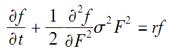 ∂f/∂t + 1/2 ∂²f/∂F² σ²F² = rf